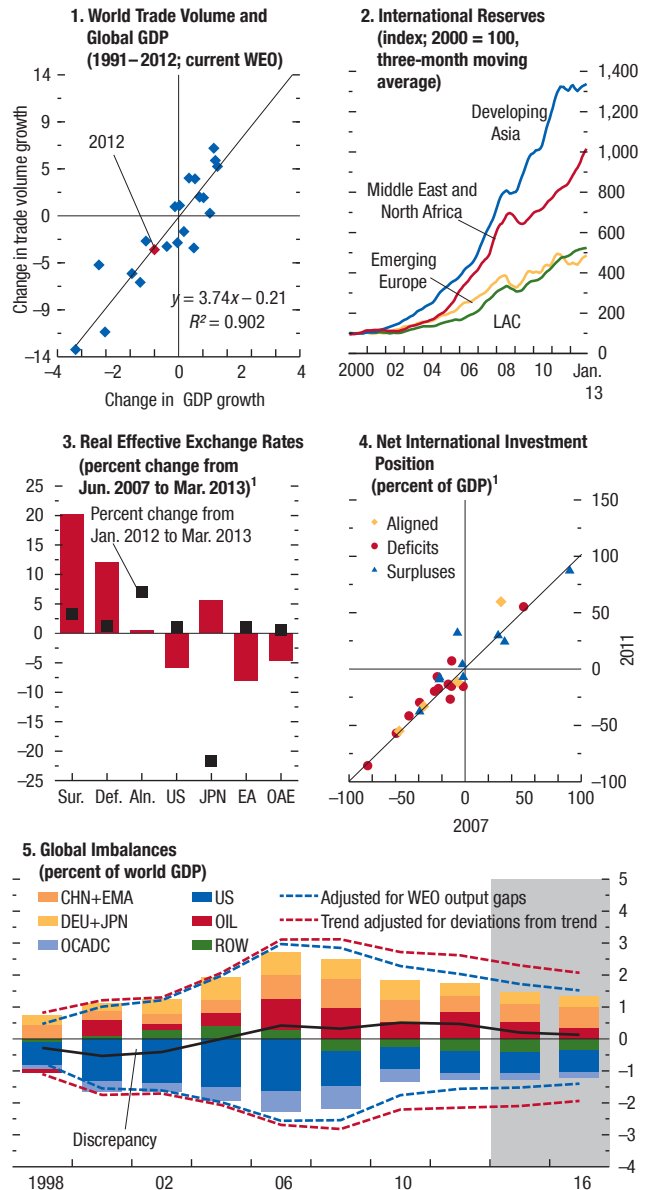 1. World Trade Volume and
Global GDP
(1991–2012; current WEO)
14
9
5
0
–5
–9
–14
Change in trade volume growth
2012
y = 3.74x – 0.21
R² = 0.902
–4
–2
0
2
4
Change in GDP growth
2. International Reserves
(index; 2000 = 100,
three-month moving
average)
1,400
1,200
1,000
800
600
400
200
0
Developing
Asia
Middle East and
North Africa
Emerging
Europe
LAC
2000
02
04
06
08
10
Jan.
13
3. Real Effective Exchange Rates
(percent change from
Jun. 2007 to Mar. 2013)¹
25
20
15
10
5
0
–5
–10
–15
–20
–25
Percent change from
Jan. 2012 to Mar. 2013
Sur.
Def.
Aln.
US
JPN
EA
OAE
4. Net International Investment
Position
(percent of GDP)¹
Aligned
Deficits
Surpluses
150
100
50
0
–50
–100
2011
–100
–50
0
50
100
2007
5. Global Imbalances
(percent of world GDP)
CHN+EMA
DEU+JPN
OCADC
US
OIL
ROW
Adjusted for WEO output gaps
Trend adjusted for deviations from trend
5
4
3
2
1
0
–1
–2
–3
–4
Discrepancy
1998
02
06
10
16